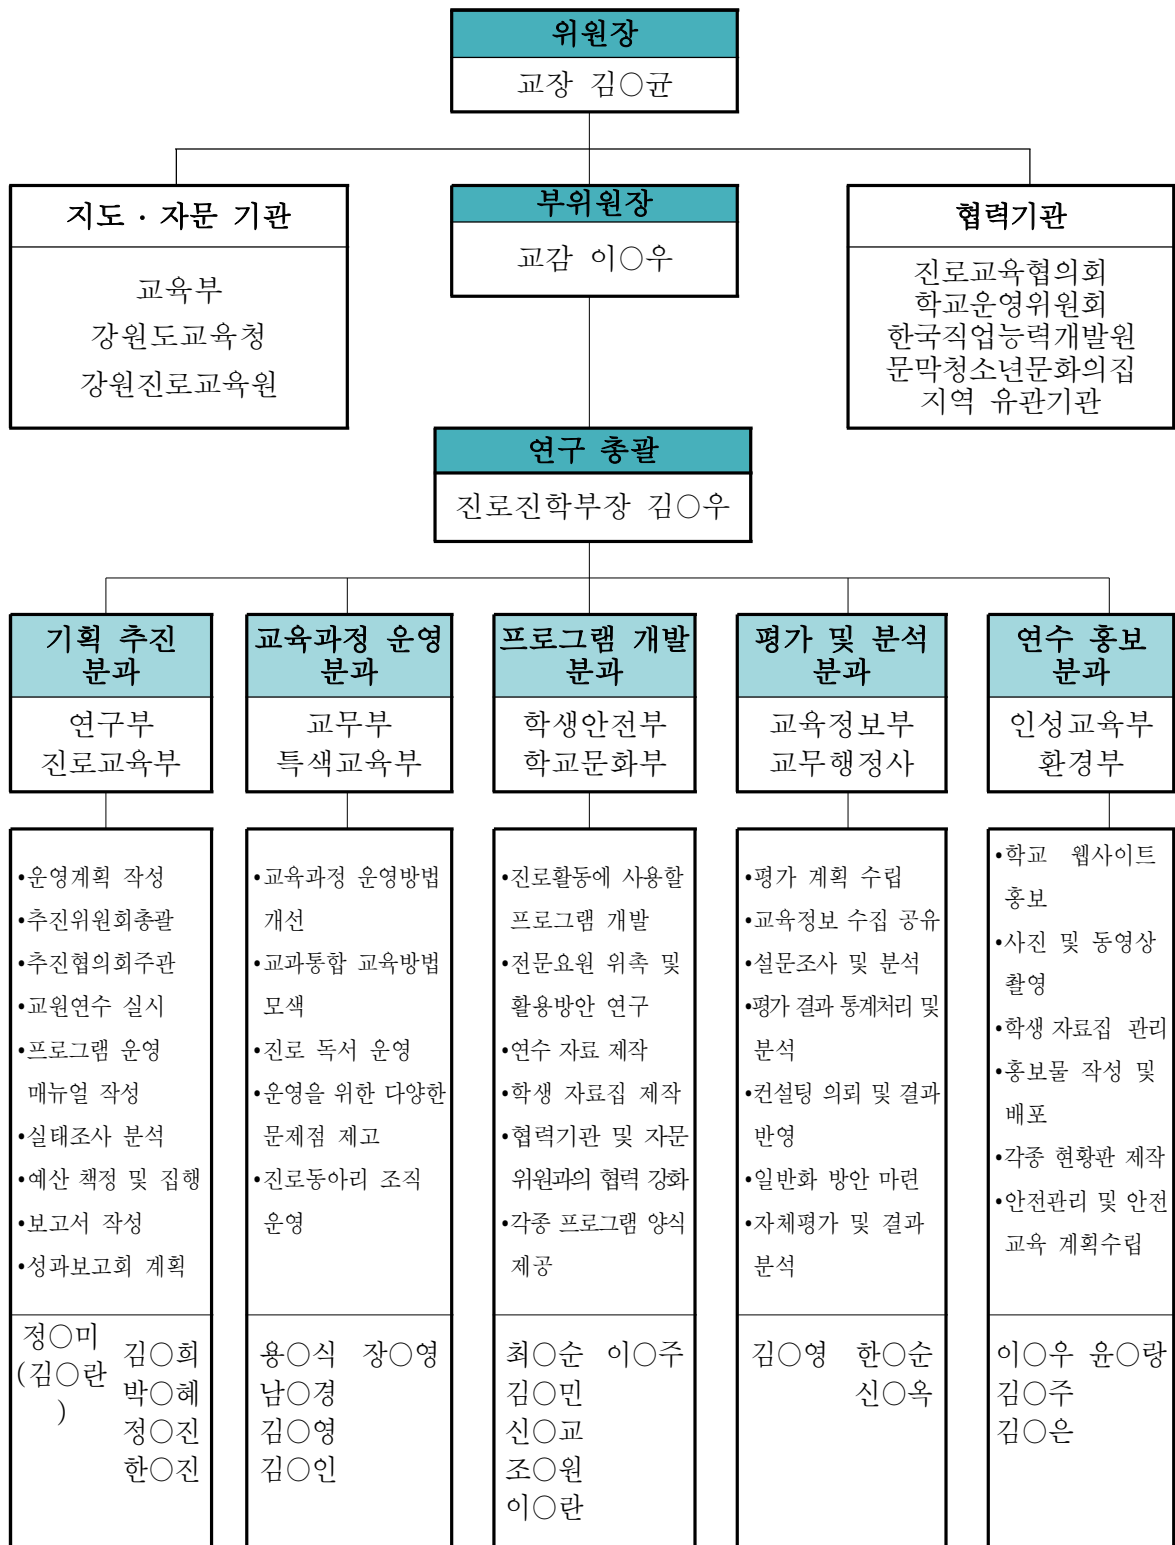 위원장
교장 김○균
지도 · 자문 기관
교육부
강원도교육청
강원진로교육원
부위원장
교감 이○우
협력기관
진로교육협의회
학교운영위원회
한국직업능력개발원
문막청소년문화의집
지역 유관기관
연구 총괄
진로진학부장 김○우
기획 추진
분과
연구부
진로교육부
•운영계획 작성
•추진위원회총괄
•추진협의회주관
•교원연수 실시
•프로그램 운영
매뉴얼 작성
•실태조사 분석
•예산 책정 및 집행
•보고서 작성
•성과보고회 계획
정○미
(김○란
)
김○희
박○혜
정○진
한○진
교육과정 운영
분과
교무부
특색교육부
•교육과정 운영방법
개선
•교과통합 교육방법
모색
•진로 독서 운영
•운영을 위한 다양한
문제점 제고
•진로동아리 조직
운영
용○식 장○영
남○경
김○영
김○인
프로그램 개발
분과
학생안전부
학교문화부
•진로활동에 사용할
프로그램 개발
•전문요원 위촉 및
활용방안 연구
•연수 자료 제작
•학생 자료집 제작
•협력기관 및 자문
위원과의 협력 강화
•각종 프로그램 양식
제공
최○순 이○주
김○민
신○교
조○원
이○란
평가 및 분석
분과
교육정보부
교무행정사
•평가 계획 수립
•교육정보 수집 공유
•설문조사 및 분석
•평가 결과 통계처리 및
분석
•컨설팅 의뢰 및 결과
반영
•일반화 방안 마련
•자체평가 및 결과
분석
김○영 한○순
신○옥
연수 홍보
분과
인성교육부
환경부
•학교 웹사이트
홍보
•사진 및 동영상
촬영
•학생 자료집 관리
•홍보물 작성 및
배포
•각종 현황판 제작
•안전관리 및 안전
교육 계획수립
이○우 윤○랑
김○주
김○은